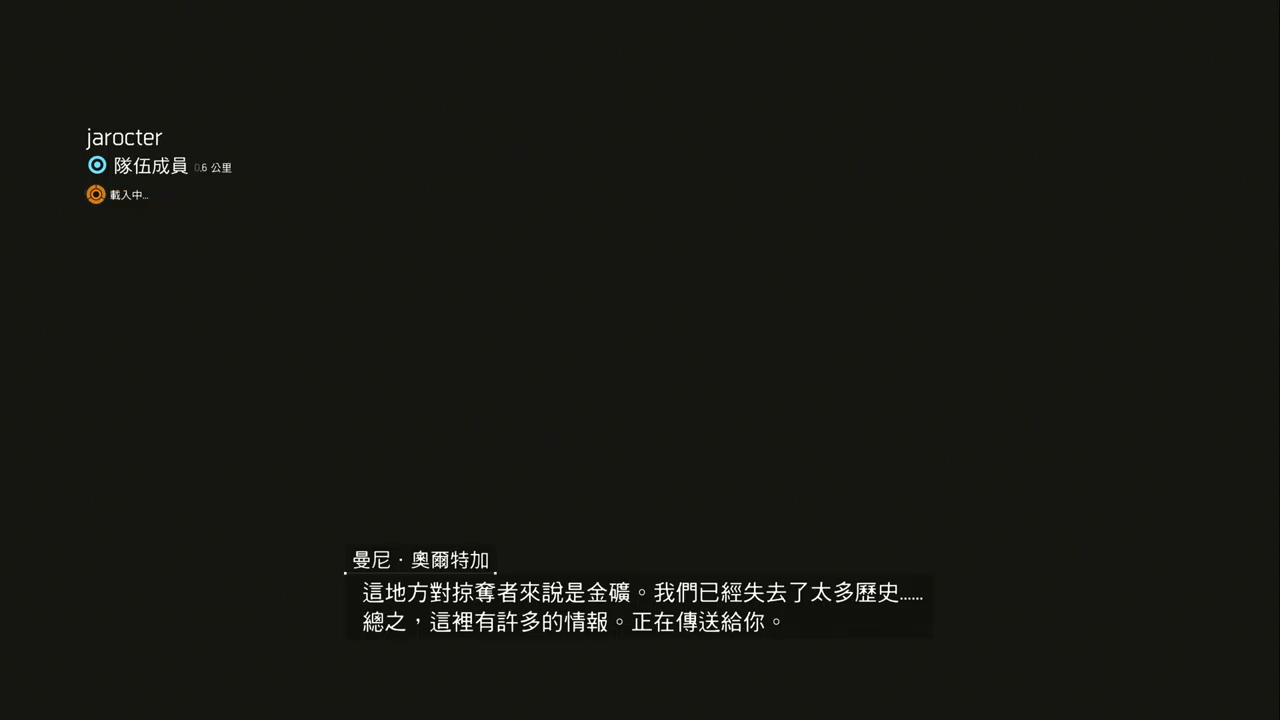 jarocter
隊伍成員 0.6 公里
載入中...
曼尼·奧爾特加
這地方對掠奪者來說是金礦。我們已經失去了太多歷史......
總之，這裡有許多的情報。正在傳送給你。